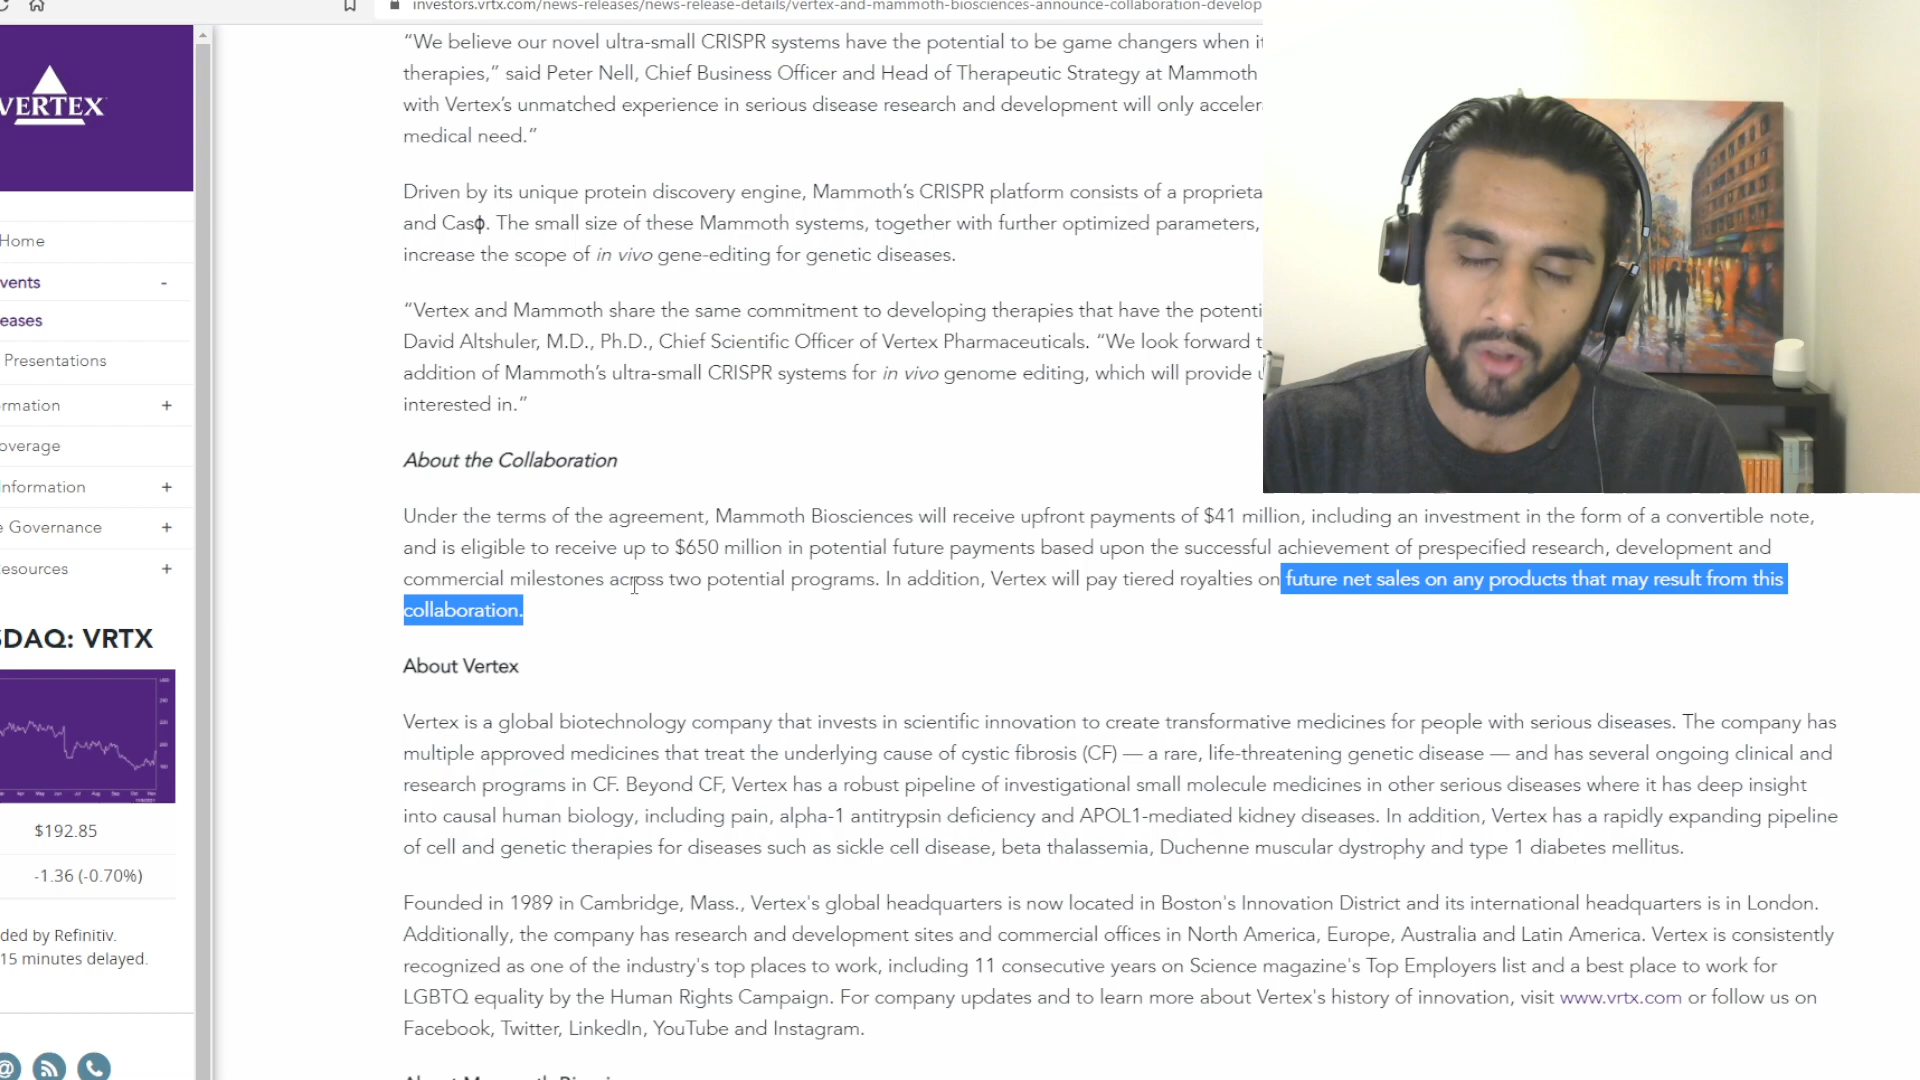 investors.vrtx.com/news-releases/news-release-details/vertex-and-mammoth-biosciences-announce-collaboration-develop
VERTEX
Home
vents -
eases
Presentations
rmation +
overage
Information +
e Governance +
esources +
SDAQ: VRTX
$192.85
-1.36 (-0.70%)
ded by Refinitiv.
15 minutes delayed.
“We believe our novel ultra-small CRISPR systems have the potential to be game changers when it
therapies,” said Peter Nell, Chief Business Officer and Head of Therapeutic Strategy at Mammoth
with Vertex’s unmatched experience in serious disease research and development will only acceler
medical need.”
Driven by its unique protein discovery engine, Mammoth’s CRISPR platform consists of a proprieta
and Casϕ. The small size of these Mammoth systems, together with further optimized parameters,
increase the scope of in vivo gene-editing for genetic diseases.
“Vertex and Mammoth share the same commitment to developing therapies that have the potenti
David Altshuler, M.D., Ph.D., Chief Scientific Officer of Vertex Pharmaceuticals. “We look forward t
addition of Mammoth’s ultra-small CRISPR systems for in vivo genome editing, which will provide u
interested in.”
About the Collaboration
Under the terms of the agreement, Mammoth Biosciences will receive upfront payments of $41 million, including an investment in the form of a convertible note,
and is eligible to receive up to $650 million in potential future payments based upon the successful achievement of prespecified research, development and
commercial milestones across two potential programs. In addition, Vertex will pay tiered royalties on future net sales on any products that may result from this
collaboration.
About Vertex
Vertex is a global biotechnology company that invests in scientific innovation to create transformative medicines for people with serious diseases. The company has
multiple approved medicines that treat the underlying cause of cystic fibrosis (CF) — a rare, life-threatening genetic disease — and has several ongoing clinical and
research programs in CF. Beyond CF, Vertex has a robust pipeline of investigational small molecule medicines in other serious diseases where it has deep insight
into causal human biology, including pain, alpha-1 antitrypsin deficiency and APOL1-mediated kidney diseases. In addition, Vertex has a rapidly expanding pipeline
of cell and genetic therapies for diseases such as sickle cell disease, beta thalassemia, Duchenne muscular dystrophy and type 1 diabetes mellitus.
Founded in 1989 in Cambridge, Mass., Vertex's global headquarters is now located in Boston's Innovation District and its international headquarters is in London.
Additionally, the company has research and development sites and commercial offices in North America, Europe, Australia and Latin America. Vertex is consistently
recognized as one of the industry's top places to work, including 11 consecutive years on Science magazine's Top Employers list and a best place to work for
LGBTQ equality by the Human Rights Campaign. For company updates and to learn more about Vertex's history of innovation, visit www.vrtx.com or follow us on
Facebook, Twitter, LinkedIn, YouTube and Instagram.